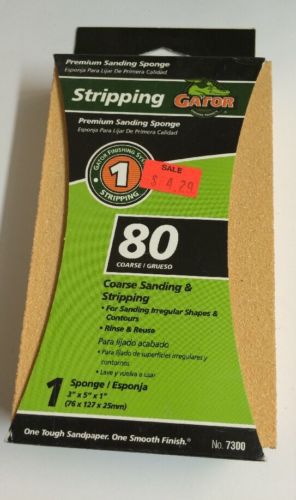 Premium Sanding Sponge
Esponja Para Lijar De Primera Calidad
Stripping GATOR
Premium Sanding Sponge
Esponja Para Lijar De Primera Calidad
GATOR FINISHING
1
STRIPPING
SALE
$ 4.29
80
COARSE / GRUESO
Coarse Sanding &
Stripping
• For Sanding Irregular Shapes &
Contours
• Rinse & Reuse
Para lijado acabado
• Para lijado de superficies irregulares y
contornos
• Lave y vuelva a usar
1 Sponge / Esponja
3" x 5" x 1"
(76 x 127 x 25mm)
One Tough Sandpaper. One Smooth Finish.®
No. 7300